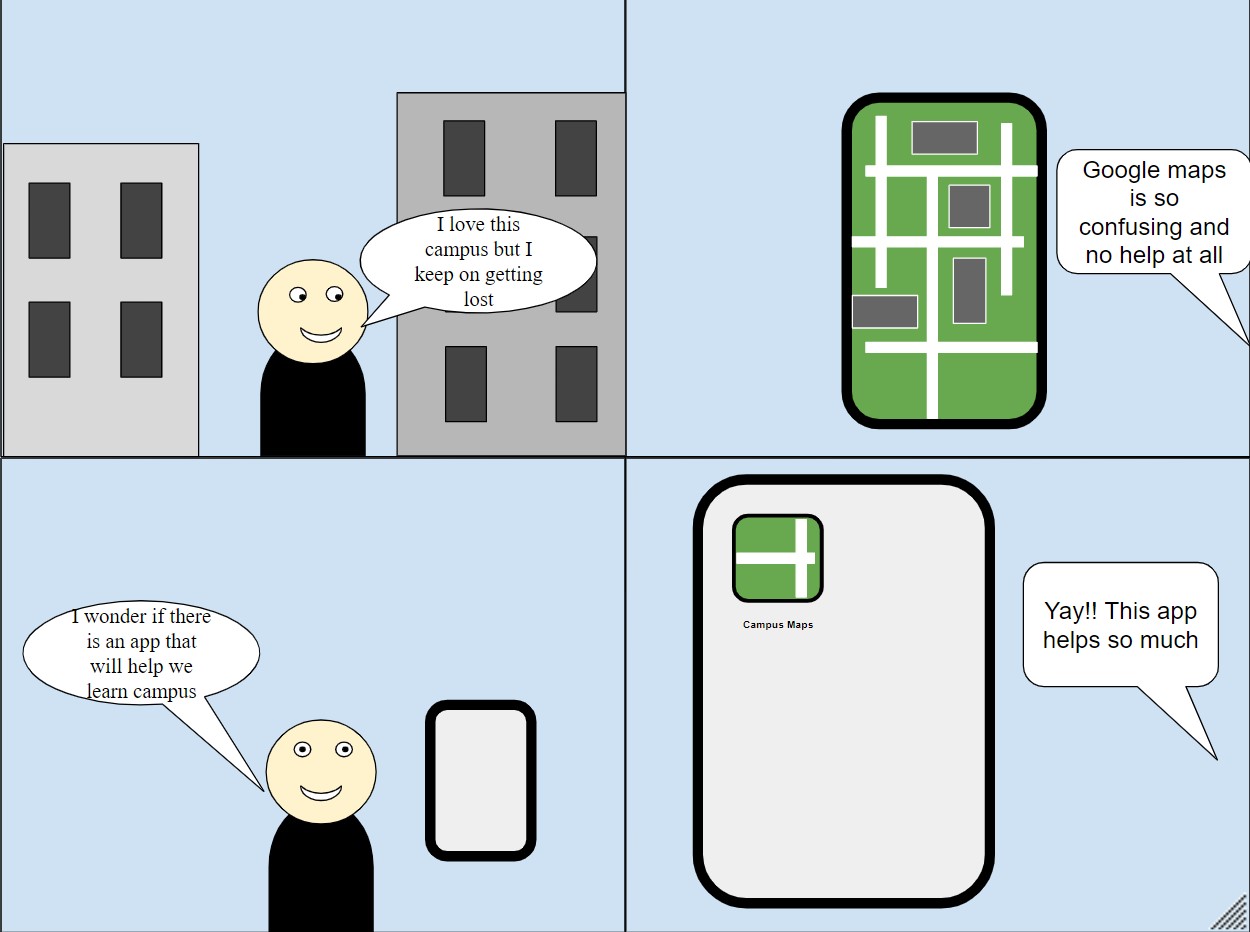 I love this
campus but I
keep on getting
lost
Google maps
is so
confusing and
no help at all
I wonder if there
is an app that
will help we
learn campus
Campus Maps
Yay!! This app
helps so much